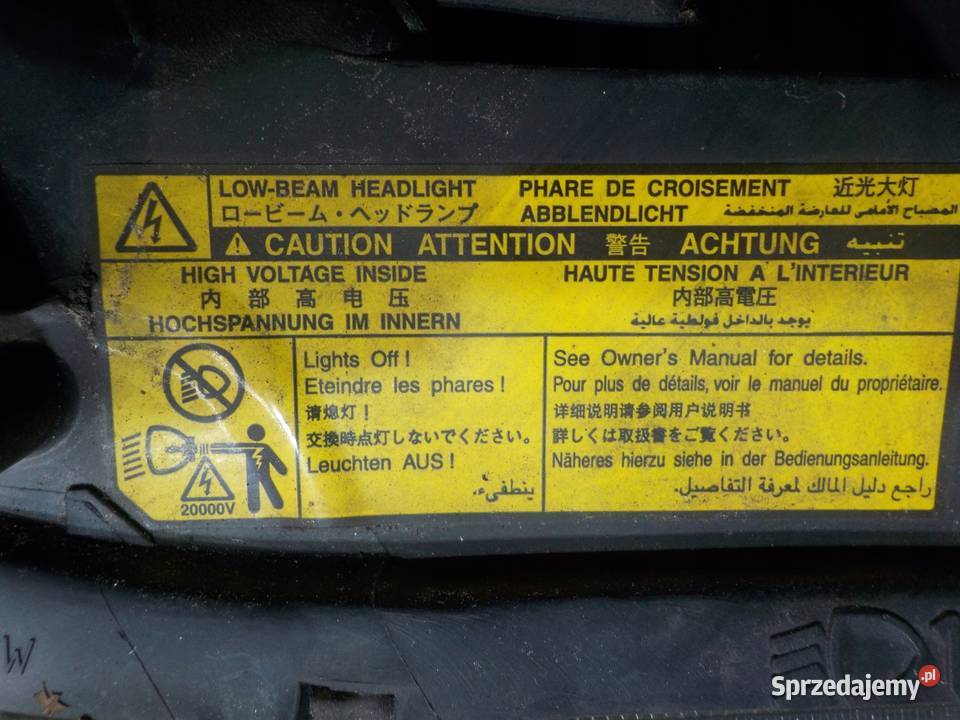 LOW-BEAM HEADLIGHT PHARE DE CROISEMENT 近光大灯
ロービーム・ヘッドランプ ABBLENDLICHT المصباح الأمامي للعارضة المنخفضة
CAUTION ATTENTION 警告 ACHTUNG تنبيه
HIGH VOLTAGE INSIDE HAUTE TENSION A L'INTERIEUR
内部高电压 内部高電圧
HOCHSPANNUNG IM INNERN يوجد بالداخل فولطية عالية
Lights Off !
Eteindre les phares !
请熄灯！
交換時点灯しないでください。
Leuchten AUS !
ينطفىء.
20000V
See Owner's Manual for details.
Pour plus de détails, voir le manuel du propriétaire.
详细说明请参阅用户说明书
詳しくは取扱書をご覧ください。
Näheres hierzu siehe in der Bedienungsanleitung.
راجع دليل المالك لمعرفة التفاصيل.
W
Sprzedajemy.pl